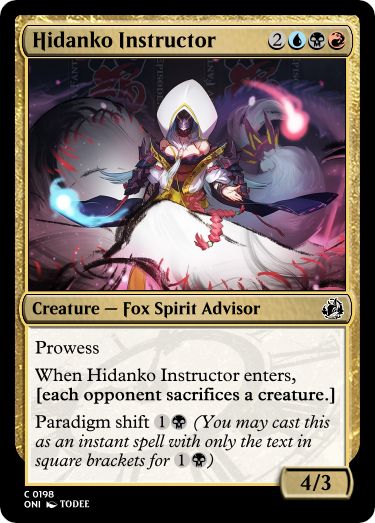 Hidanko Instructor 2
Creature — Fox Spirit Advisor
Prowess
When Hidanko Instructor enters,
[each opponent sacrifices a creature.]
Paradigm shift 1 (You may cast this
as an instant spell with only the text in
square brackets for 1 )
4/3
C 0198
ONI TODEE